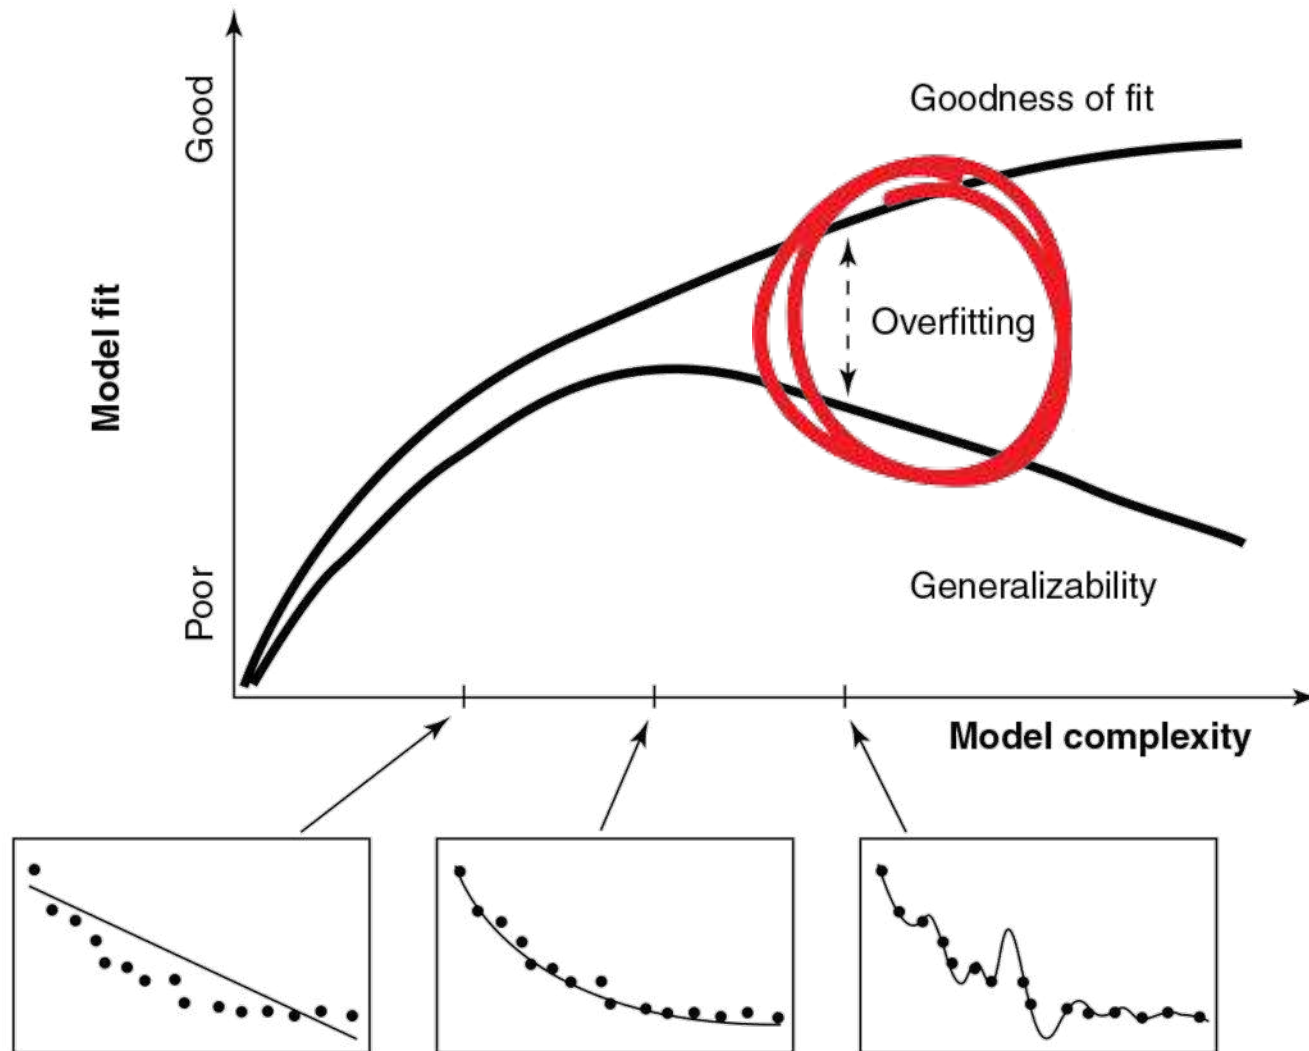 Good
Goodness of fit
Model fit
Overfitting
Poor
Generalizability
Model complexity